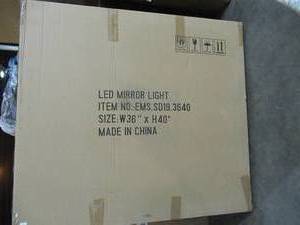 LED MIRROR LIGHT
ITEM NO.:EMS.SD19.3640
SIZE:W36" x H40"
MADE IN CHINA